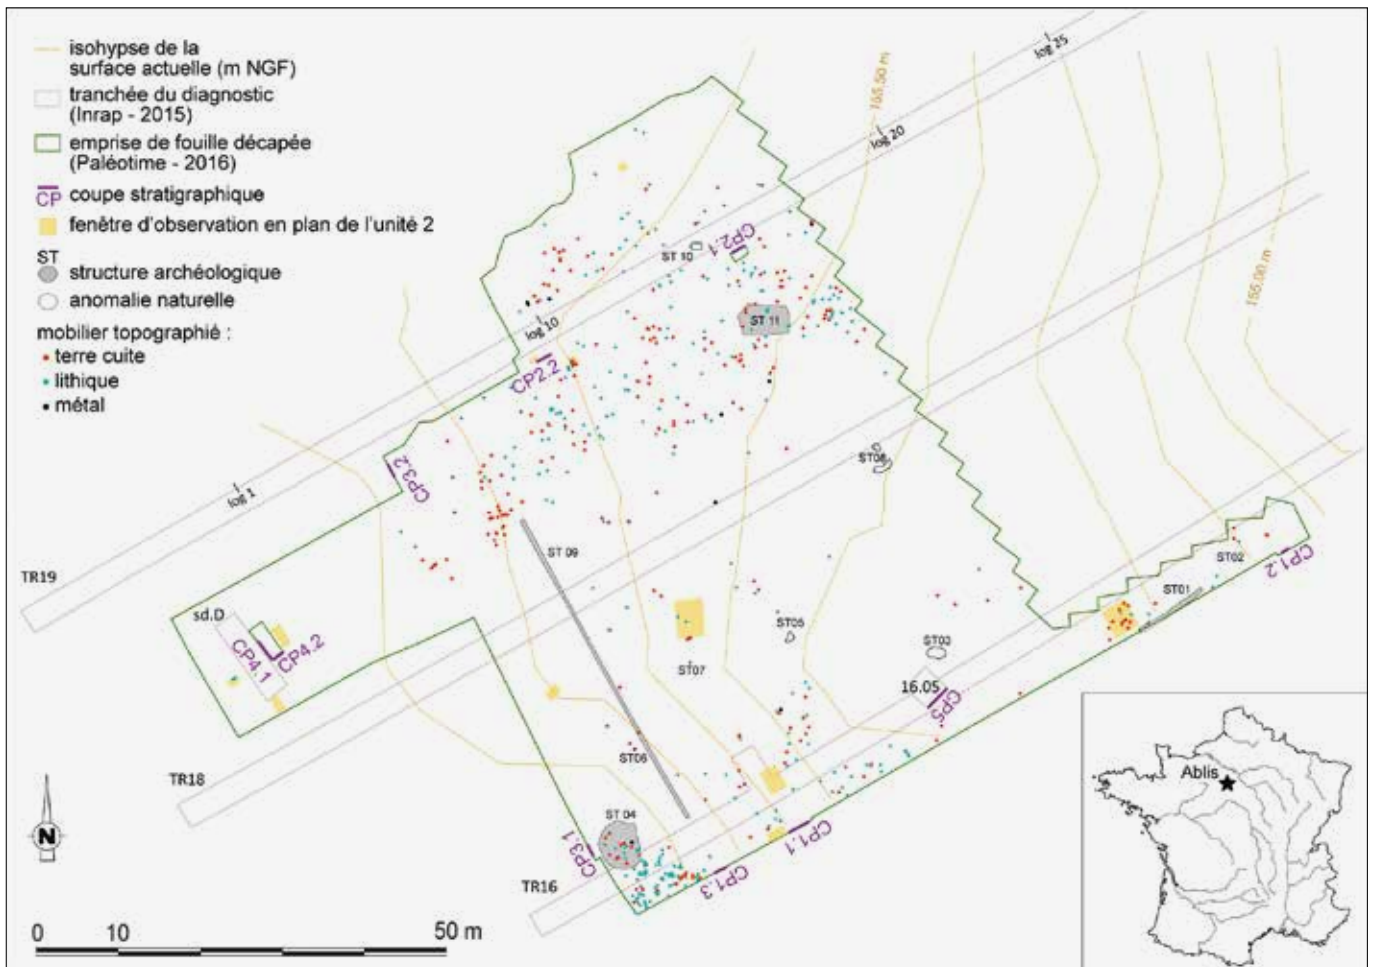 isohypse de la
surface actuelle (m NGF)
tranchée du diagnostic
(Inrap - 2015)
emprise de fouille décapée
(Paléotime - 2016)
CP coupe stratigraphique
fenêtre d'observation en plan de l'unité 2
ST
structure archéologique
anomalie naturelle
mobilier topographié :
• terre cuite
• lithique
• métal
log 25
155,50 m
log 20
155,00 m
CP2.1
ST 10
ST 11
log 10
CP2.2
CP3.2
log 1
ST 09
ST02
CP1.2
ST01
TR19
sd.D
CP4.2
CP4.1
ST05
ST03
ST07
16.05
CP5
TR18
ST06
ST 04
CP3.1
CP1.1
CP1.3
TR16
N
0 10 50 m
Ablis